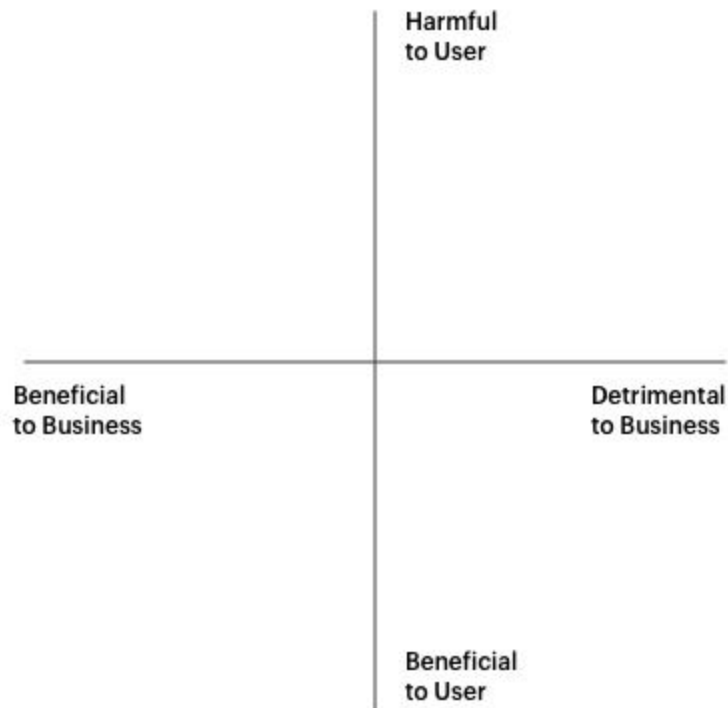 Harmful
to User
Beneficial
to Business
Detrimental
to Business
Beneficial
to User